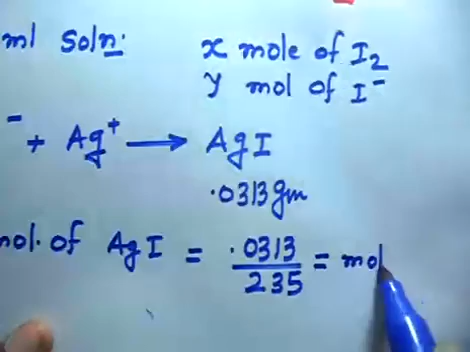 ml Soln. x mole of I₂
y mol of I⁻
⁻ + Ag⁺ → AgI
.0313 gm
mol. of AgI = .0313/235 = mol